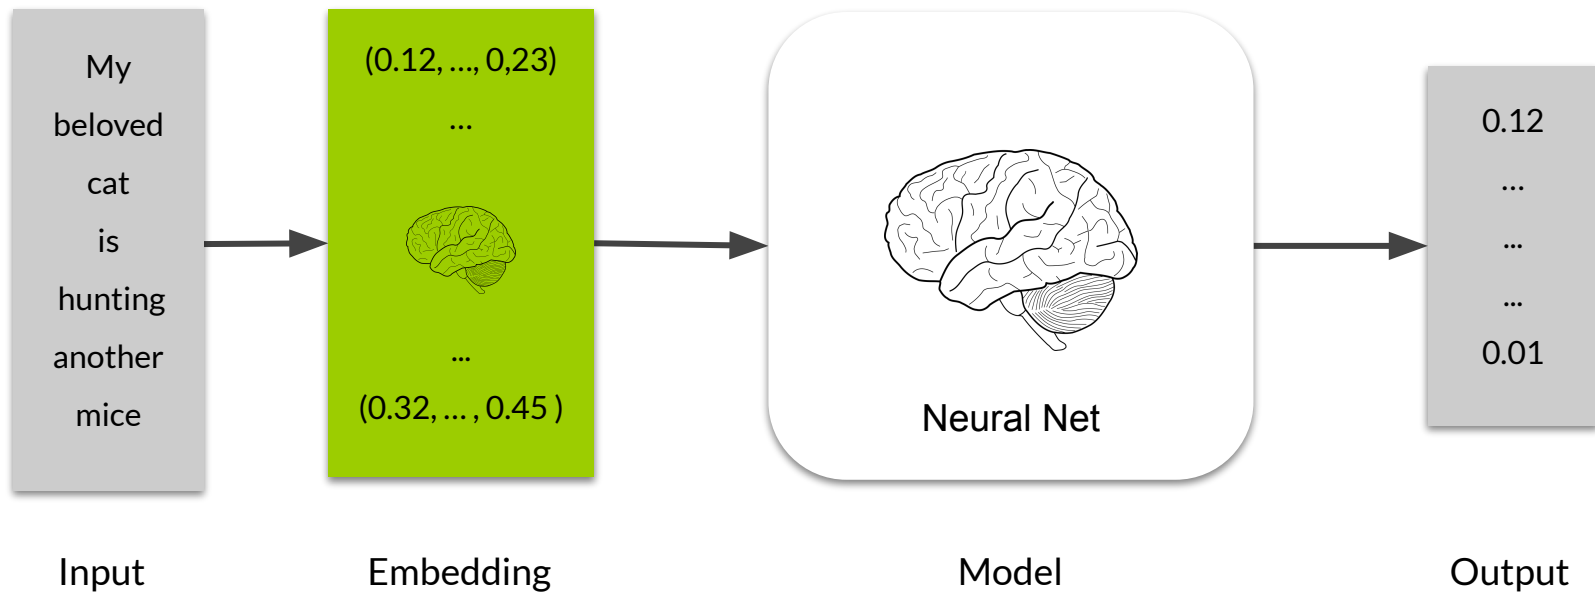 My
beloved
cat
is
hunting
another
mice
(0.12, ..., 0,23)
...
...
(0.32, ... , 0.45 )
Neural Net
0.12
...
...
...
0.01
Input
Embedding
Model
Output